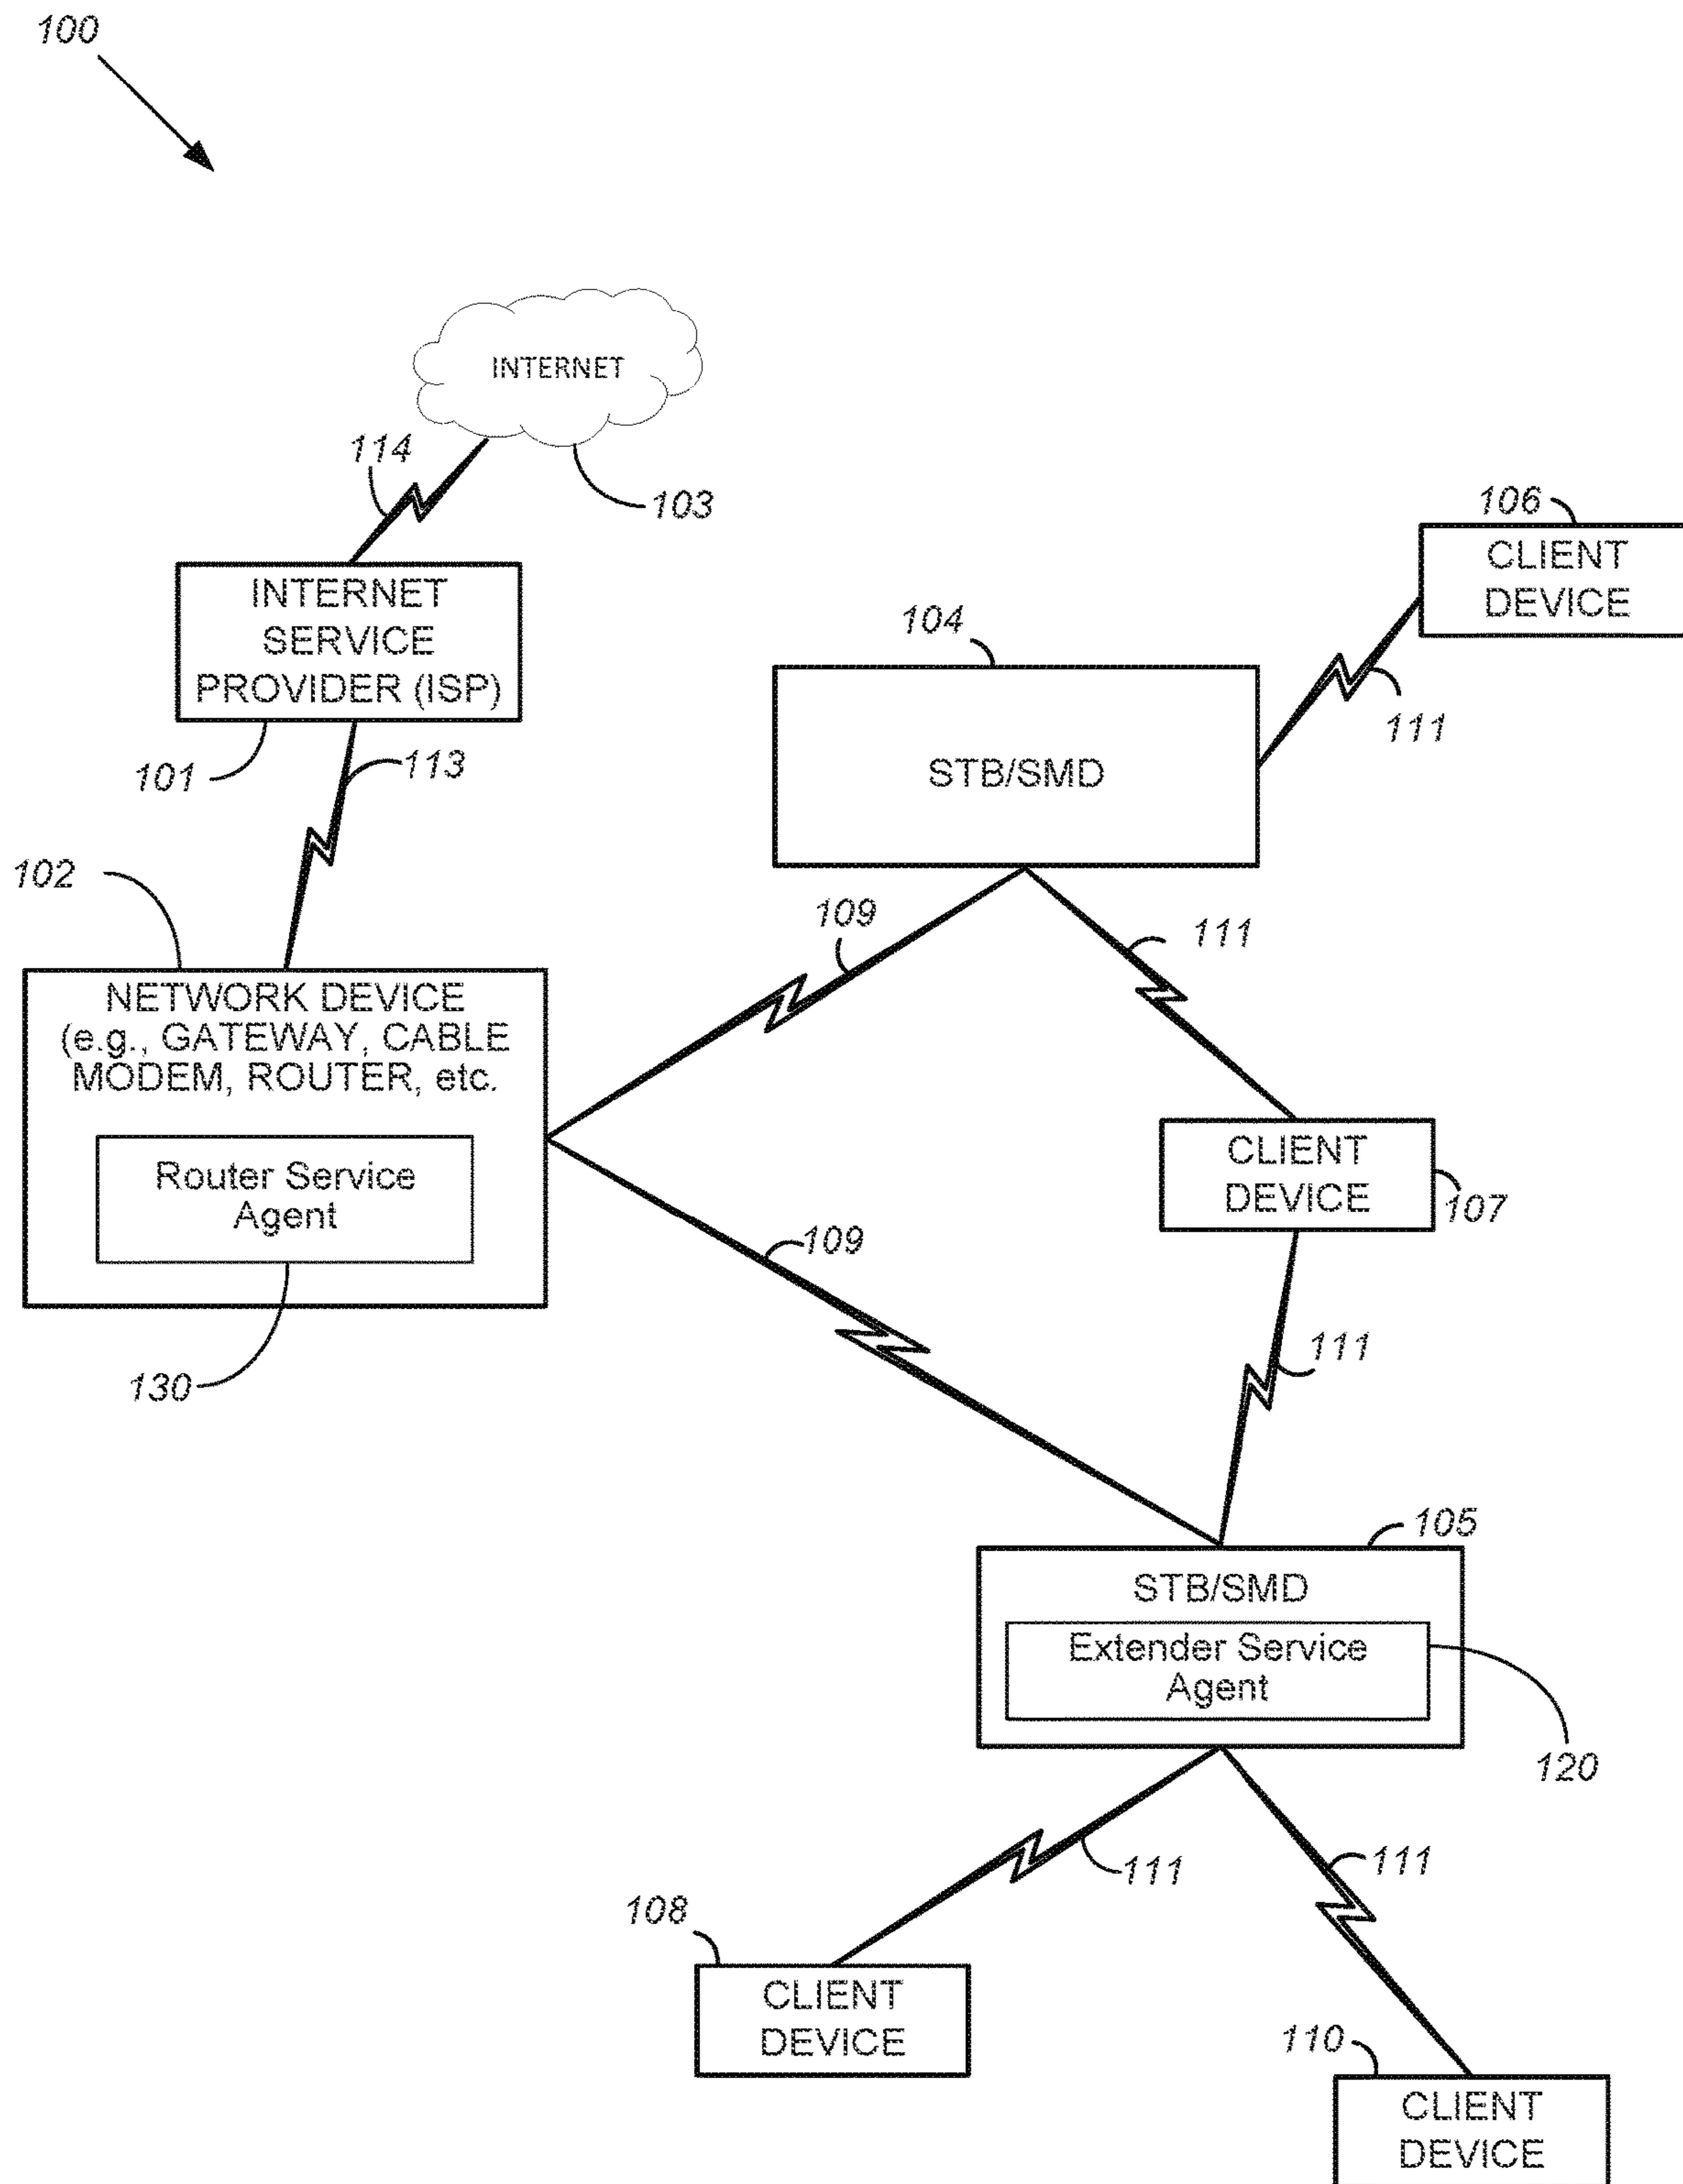 100
INTERNET
114
103
106
CLIENT
DEVICE
INTERNET
SERVICE
PROVIDER (ISP)
104
111
STB/SMD
101
113
102
109
111
NETWORK DEVICE
(e.g., GATEWAY, CABLE
MODEM, ROUTER, etc.
Router Service
Agent
CLIENT
DEVICE
107
109
130
111
105
STB/SMD
Extender Service
Agent
120
111
111
108
CLIENT
DEVICE
110
CLIENT
DEVICE